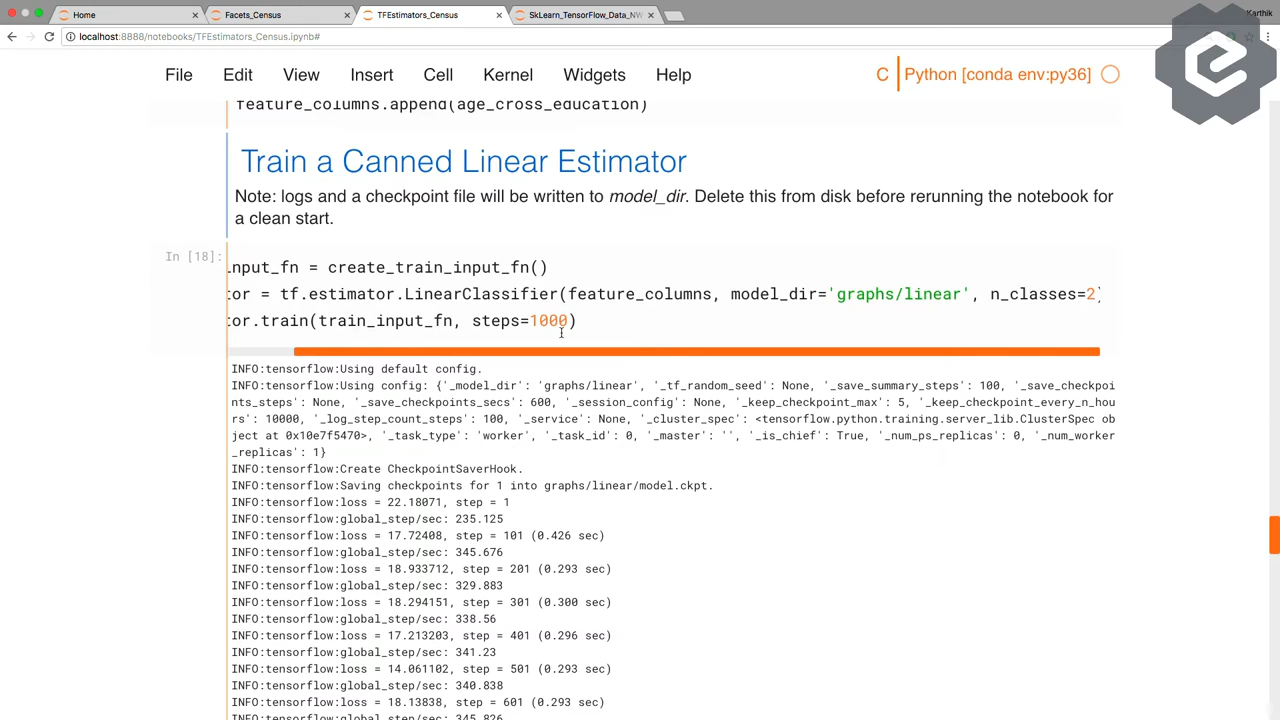 Home
Facets_Census
TFEstimators_Census
SkLearn_TensorFlow_Data_NW
Karthik
localhost:8888/notebooks/TFEstimators_Census.ipynb#
File Edit View Insert Cell Kernel Widgets Help
C Python [conda env:py36]
feature_columns.append(age_cross_education)
Train a Canned Linear Estimator
Note: logs and a checkpoint file will be written to model_dir. Delete this from disk before rerunning the notebook for
a clean start.
In [18]:
input_fn = create_train_input_fn()
tor = tf.estimator.LinearClassifier(feature_columns, model_dir='graphs/linear', n_classes=2)
tor.train(train_input_fn, steps=1000)
INFO:tensorflow:Using default config.
INFO:tensorflow:Using config: {'_model_dir': 'graphs/linear', '_tf_random_seed': None, '_save_summary_steps': 100, '_save_checkpoi
nts_steps': None, '_save_checkpoints_secs': 600, '_session_config': None, '_keep_checkpoint_max': 5, '_keep_checkpoint_every_n_hou
rs': 10000, '_log_step_count_steps': 100, '_service': None, '_cluster_spec': <tensorflow.python.training.server_lib.ClusterSpec ob
ject at 0x10e7f5470>, '_task_type': 'worker', '_task_id': 0, '_master': '', '_is_chief': True, '_num_ps_replicas': 0, '_num_worker
_replicas': 1}
INFO:tensorflow:Create CheckpointSaverHook.
INFO:tensorflow:Saving checkpoints for 1 into graphs/linear/model.ckpt.
INFO:tensorflow:loss = 22.18071, step = 1
INFO:tensorflow:global_step/sec: 235.125
INFO:tensorflow:loss = 17.72408, step = 101 (0.426 sec)
INFO:tensorflow:global_step/sec: 345.676
INFO:tensorflow:loss = 18.933712, step = 201 (0.293 sec)
INFO:tensorflow:global_step/sec: 329.883
INFO:tensorflow:loss = 18.294151, step = 301 (0.300 sec)
INFO:tensorflow:global_step/sec: 338.56
INFO:tensorflow:loss = 17.213203, step = 401 (0.296 sec)
INFO:tensorflow:global_step/sec: 341.23
INFO:tensorflow:loss = 14.061102, step = 501 (0.293 sec)
INFO:tensorflow:global_step/sec: 340.838
INFO:tensorflow:loss = 18.13838, step = 601 (0.293 sec)
INFO:tensorflow:global_step/sec: 345.826